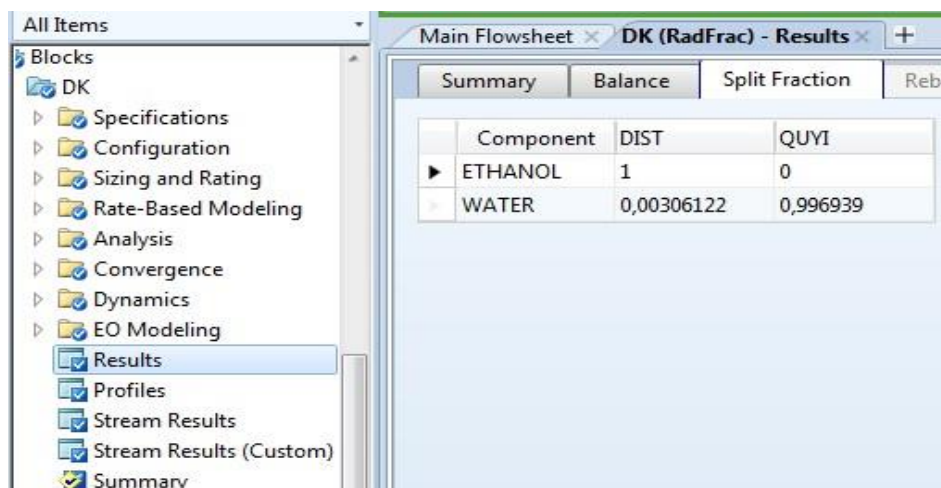 All Items
Blocks
DK
Specifications
Configuration
Sizing and Rating
Rate-Based Modeling
Analysis
Convergence
Dynamics
EO Modeling
Results
Profiles
Stream Results
Stream Results (Custom)
Summary
Main Flowsheet DK (RadFrac) - Results
Summary Balance Split Fraction Reb
Component DIST QUYI
ETHANOL 1 0
WATER 0,00306122 0,996939